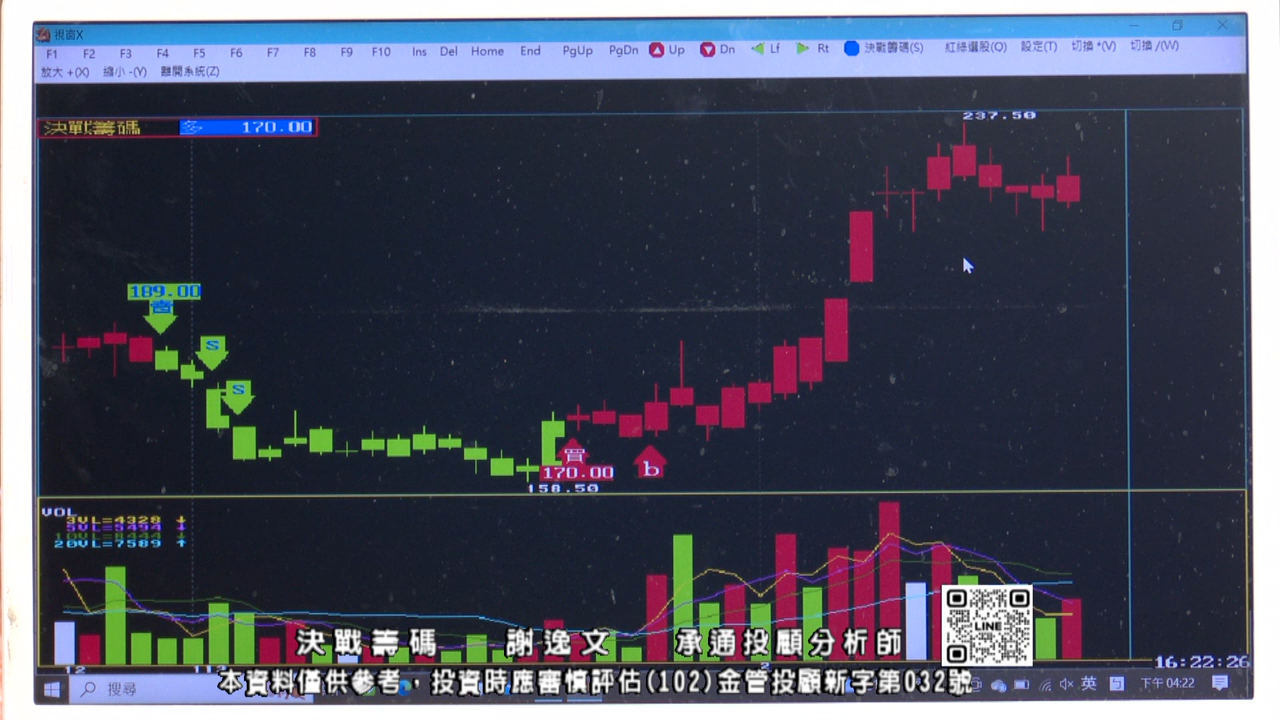 視窗X
F1 F2 F3 F4 F5 F6 F7 F8 F9 F10 Ins Del Home End PgUp PgDn Up Dn Lf Rt 決戰籌碼(S) 紅綠選股(O) 設定(T) 切換 *(V) 切換 /(W)
放大 +(X) 縮小 -(Y) 離開系統(Z)
237.50
決戰籌碼 多 170.00
189.00
S
S
買
170.00
b
158.50
VOL
3VL=4328 ↓
5VL=5494 ↓
10VL=8444 ↓
20VL=7589 ↑
LINE
決戰籌碼 謝逸文 承通投顧分析師
12
2
16:22:26
搜尋
英
下午 04:22
本資料僅供參考，投資時應審慎評估(102)金管投顧新字第032號